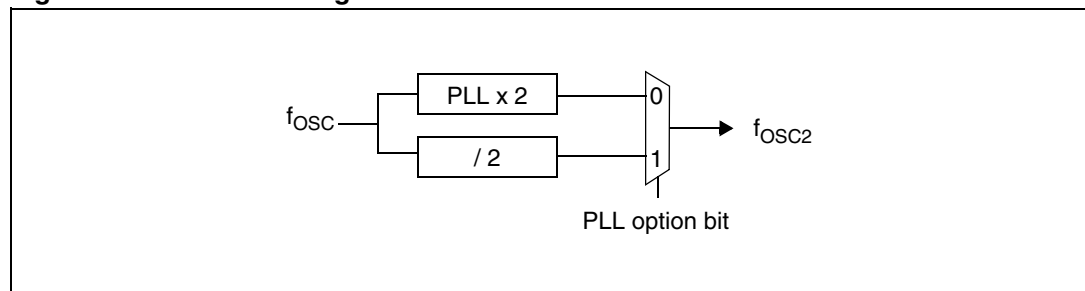 PLL x 2
0
fOSC
fOSC2
/ 2
1
PLL option bit